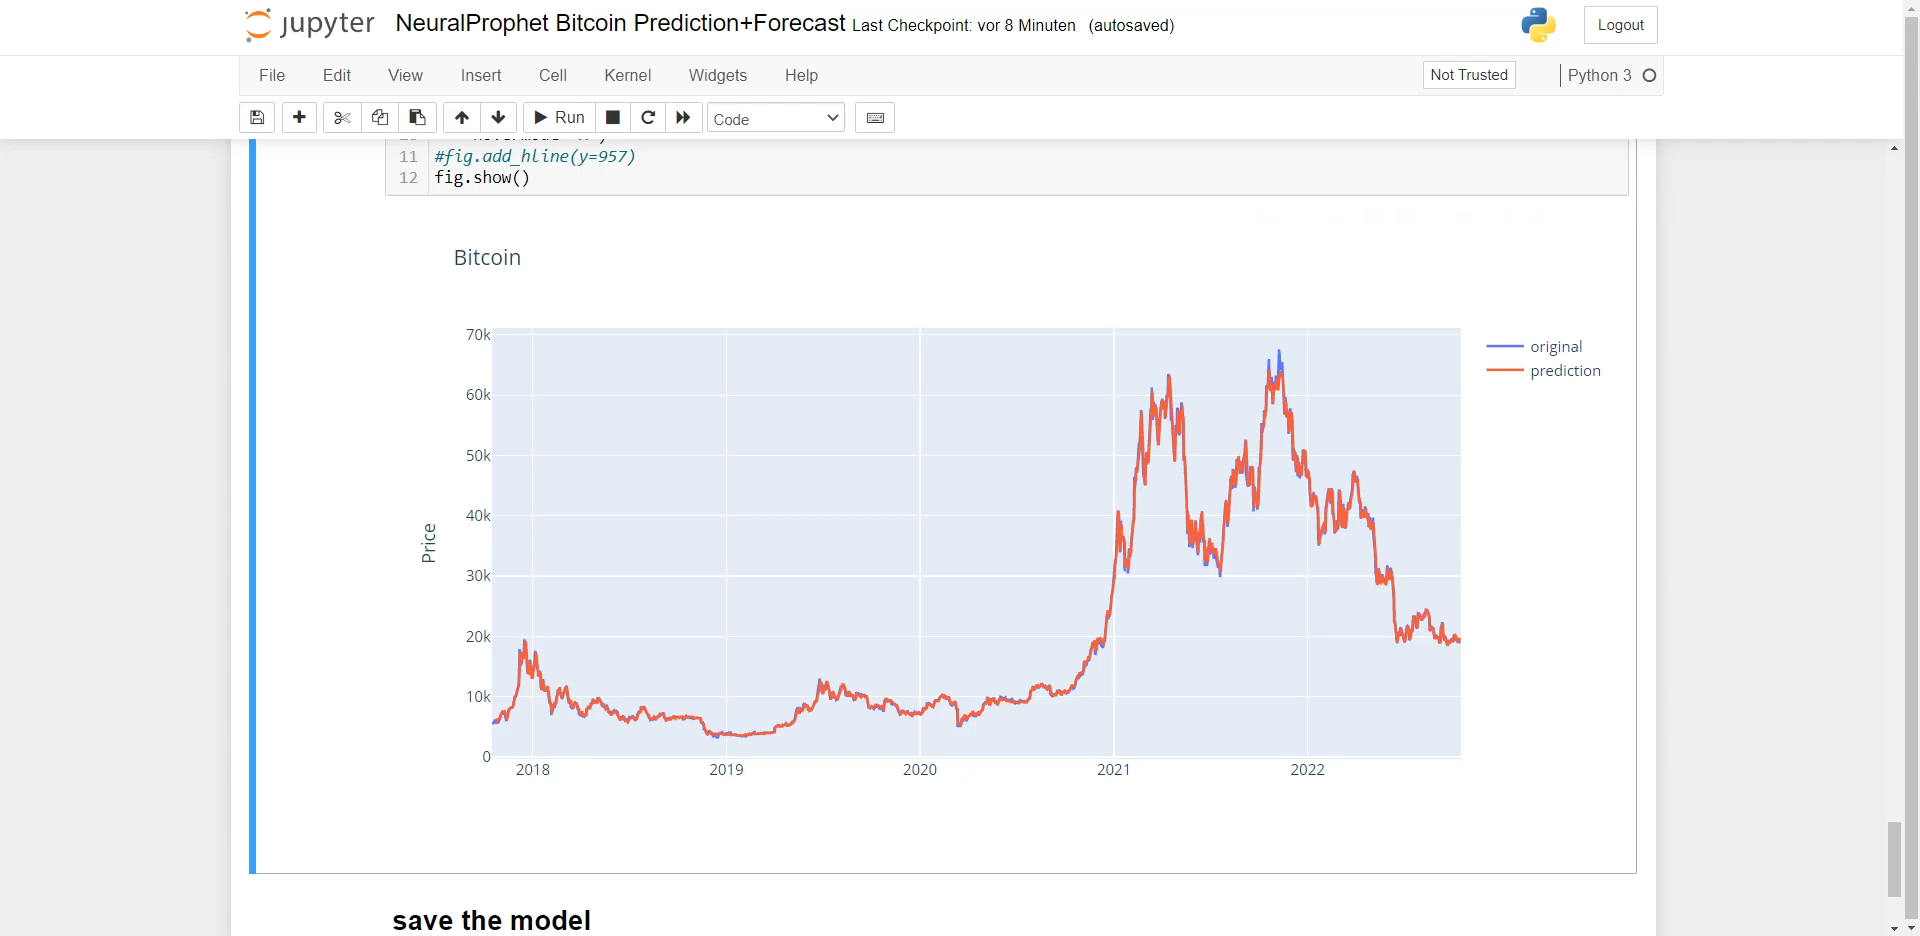 jupyter NeuralProphet Bitcoin Prediction+Forecast Last Checkpoint: vor 8 Minuten (autosaved) Logout
File Edit View Insert Cell Kernel Widgets Help Not Trusted Python 3
Run Code
11 #fig.add_hline(y=957)
12 fig.show()
Bitcoin
70k
60k
50k
40k
30k
20k
10k
0
Price
2018 2019 2020 2021 2022
original
prediction
save the model